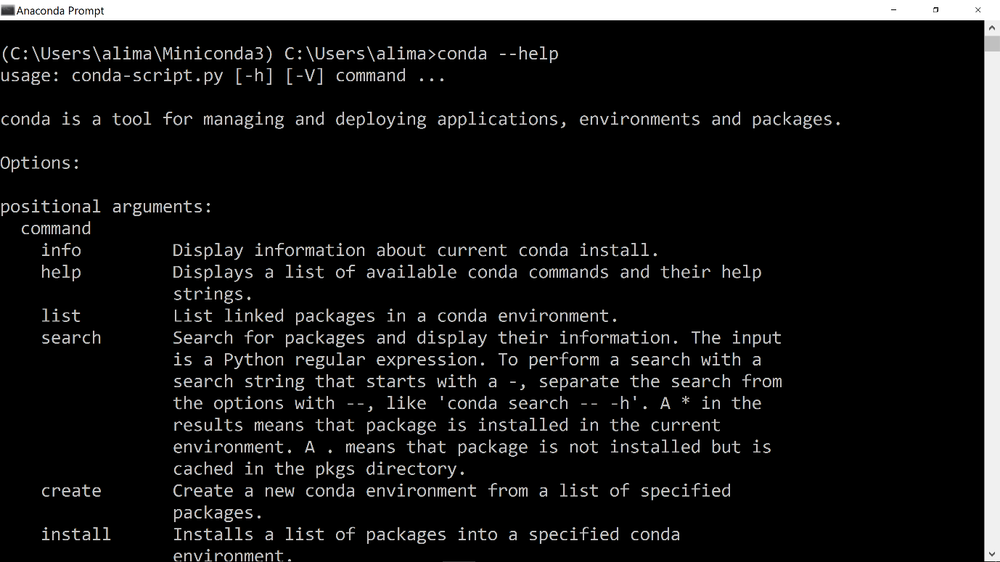 Anaconda Prompt
(C:\Users\alima\Miniconda3) C:\Users\alima>conda --help
usage: conda-script.py [-h] [-V] command ...
conda is a tool for managing and deploying applications, environments and packages.
Options:
positional arguments:
command
info Display information about current conda install.
help Displays a list of available conda commands and their help
strings.
list List linked packages in a conda environment.
search Search for packages and display their information. The input
is a Python regular expression. To perform a search with a
search string that starts with a -, separate the search from
the options with --, like 'conda search -- -h'. A * in the
results means that package is installed in the current
environment. A . means that package is not installed but is
cached in the pkgs directory.
create Create a new conda environment from a list of specified
packages.
install Installs a list of packages into a specified conda
environment.